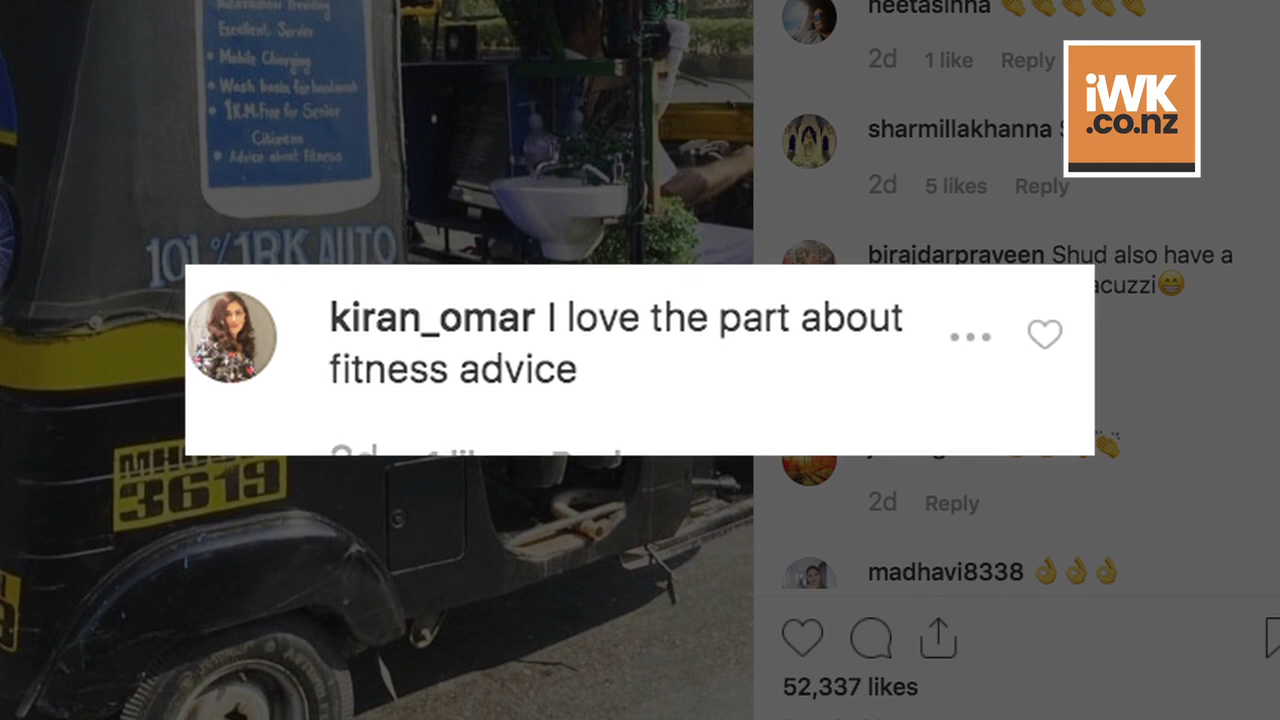 Excellent Service
• Mobile Charging
• Wash basin for handwash
• 1K.M. Free for Senior
Citizens
• Advice about Fitness
101 % 1RK AUTO
3619
neetasinna 👏👏👏👏👏
2d 1 like Reply
iWK
.co.nz
sharmillakhanna
2d 5 likes Reply
birajdarpraveen Shud also have a
acuzzi😁
kiran_omar I love the part about
fitness advice
2d Reply
madhavi8338 👌👌👌
52,337 likes